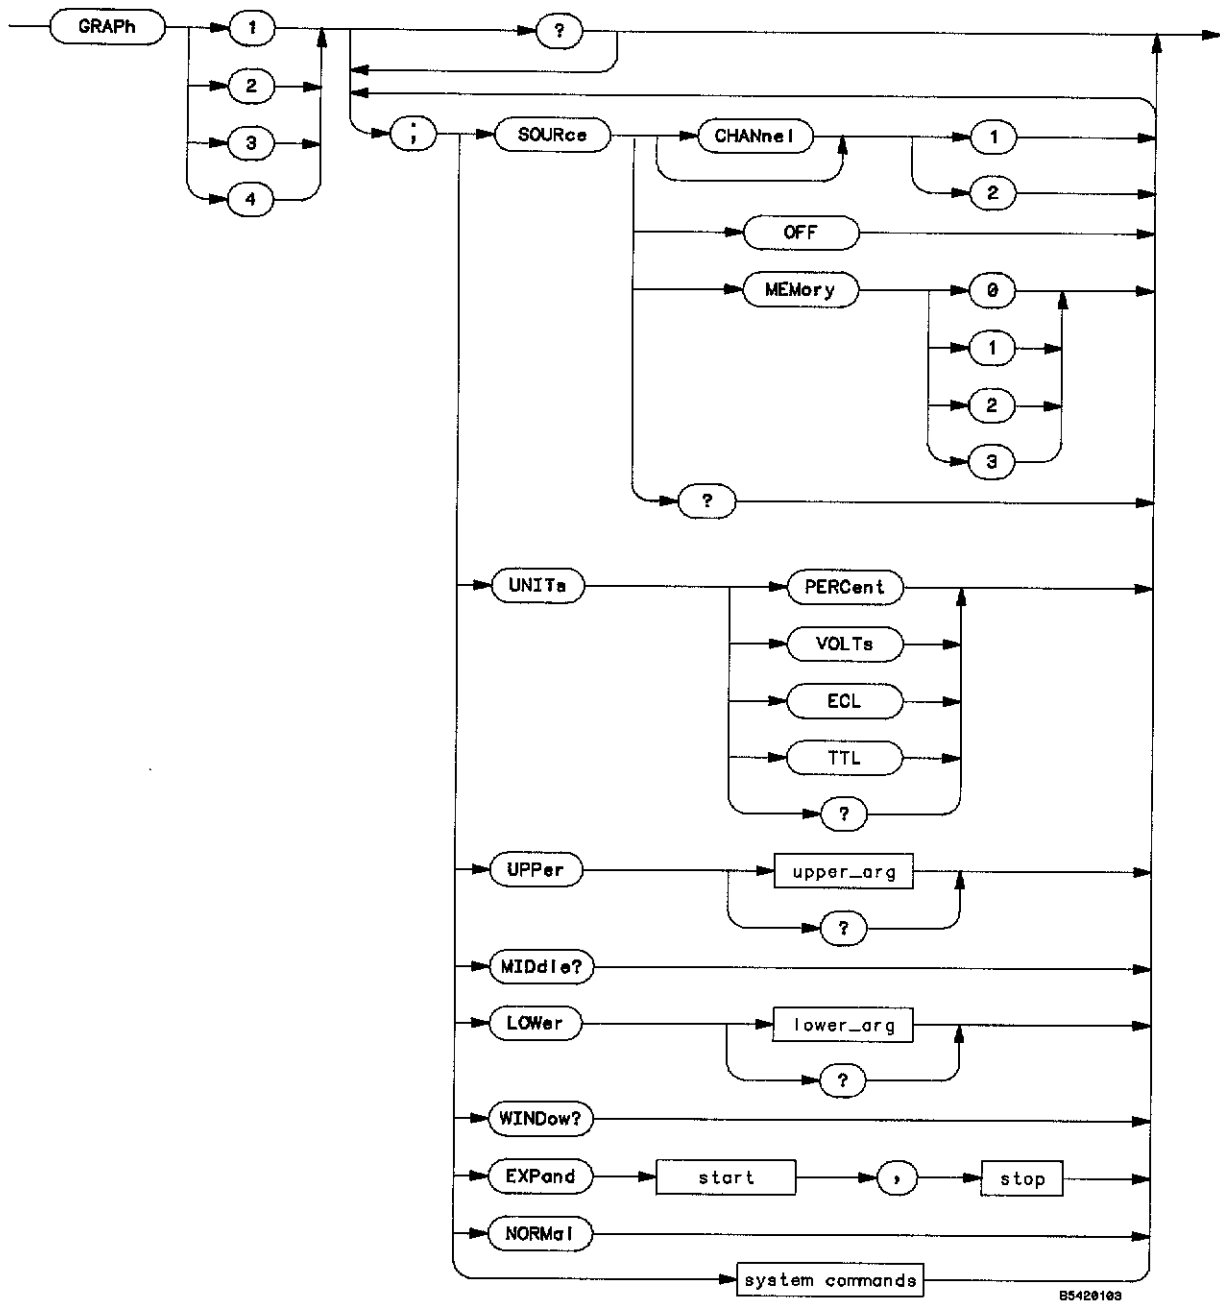 GRAPh 1 ?
2
3
4
; SOURce CHANnel 1
2
OFF
MEMory 0
1
2
3
?
UNITs PERCent
VOLTs
ECL
TTL
?
UPPer upper_arg
?
MIDdle?
LOWer lower_arg
?
WINDow?
EXPand start , stop
NORMal
system commands
B5420103